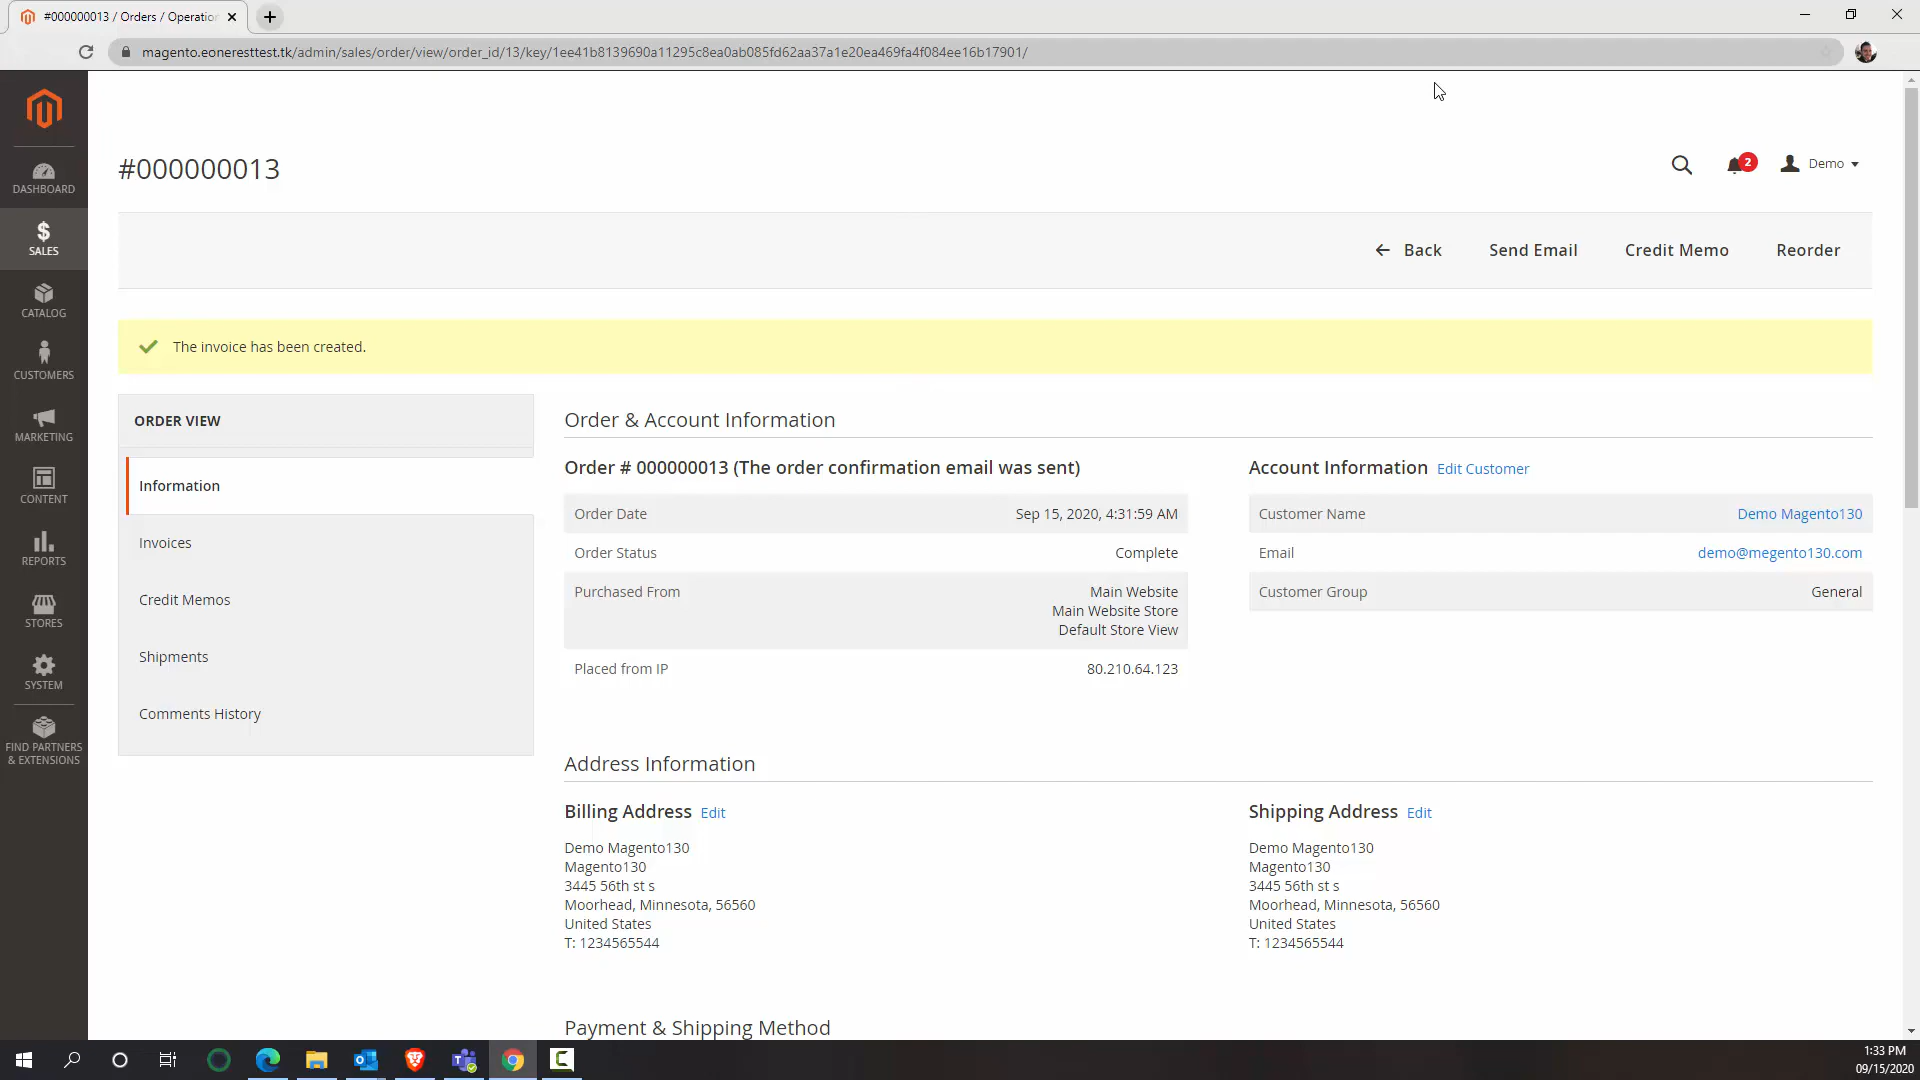 #000000013 / Orders / Operation
magento.eoneresttest.tk/admin/sales/order/view/order_id/13/key/1ee41b8139690a11295c8ea0ab085fd62aa37a1e20ea469fa4f084ee16b17901/
DASHBOARD
SALES
CATALOG
CUSTOMERS
MARKETING
CONTENT
REPORTS
STORES
SYSTEM
FIND PARTNERS
& EXTENSIONS
#000000013
2
Demo
Back
Send Email
Credit Memo
Reorder
The invoice has been created.
ORDER VIEW
Information
Invoices
Credit Memos
Shipments
Comments History
Order & Account Information
Order # 000000013 (The order confirmation email was sent)
Order Date Sep 15, 2020, 4:31:59 AM
Order Status Complete
Purchased From Main Website
Main Website Store
Default Store View
Placed from IP 80.210.64.123
Account Information Edit Customer
Customer Name Demo Magento130
Email demo@megento130.com
Customer Group General
Address Information
Billing Address Edit
Demo Magento130
Magento130
3445 56th st s
Moorhead, Minnesota, 56560
United States
T: 1234565544
Shipping Address Edit
Demo Magento130
Magento130
3445 56th st s
Moorhead, Minnesota, 56560
United States
T: 1234565544
Payment & Shipping Method
1:33 PM
09/15/2020